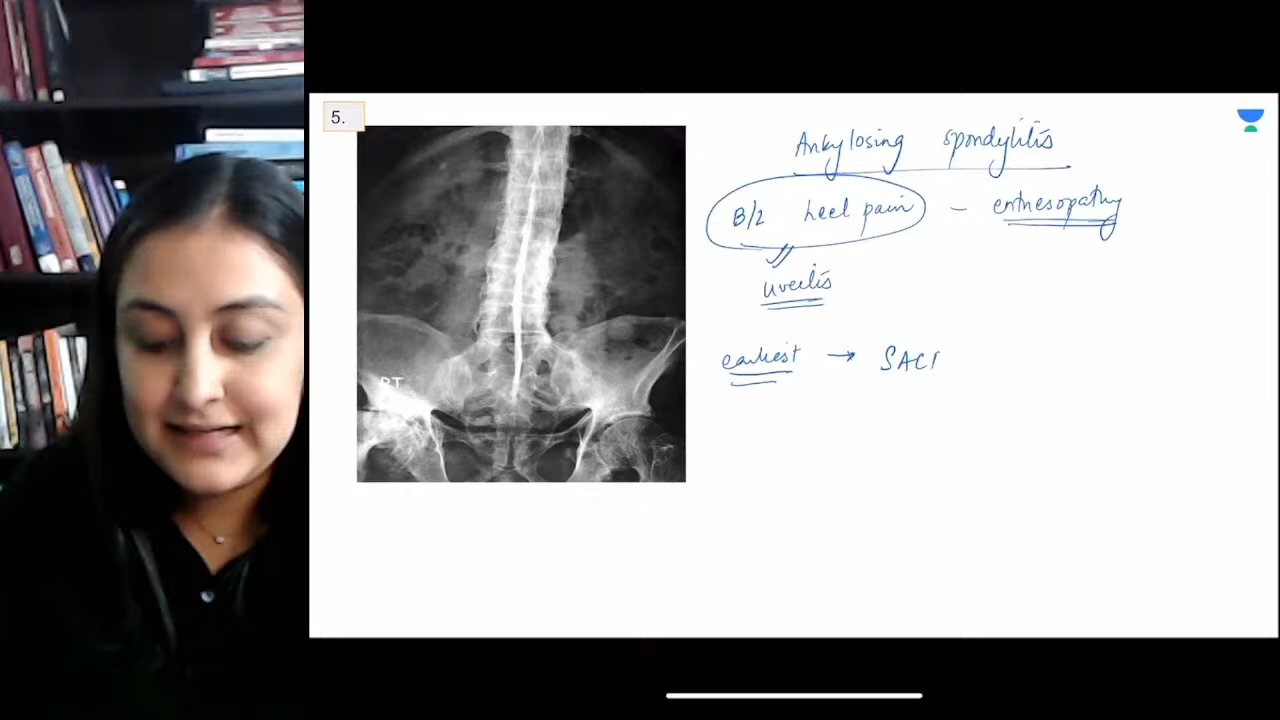 5.
Ankylosing spondylitis
B/2 heel pain - enthesopathy
uveitis
earliest → SACI
RT